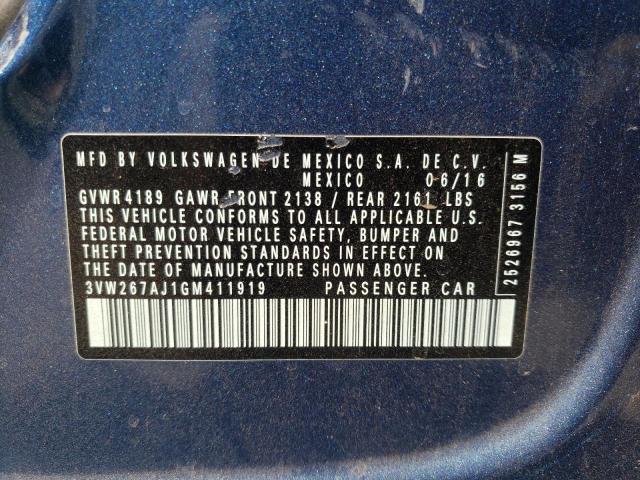 MFD BY VOLKSWAGEN DE MEXICO S.A. DE C.V.
MEXICO 06/16
GVWR 4189 GAWR FRONT 2138 / REAR 2161 LBS
THIS VEHICLE CONFORMS TO ALL APPLICABLE U.S.
FEDERAL MOTOR VEHICLE SAFETY, BUMPER AND
THEFT PREVENTION STANDARDS IN EFFECT ON THE
DATE OF MANUFACTURE SHOWN ABOVE.
3VW267AJ1GM411919 PASSENGER CAR
2526967 3156 M